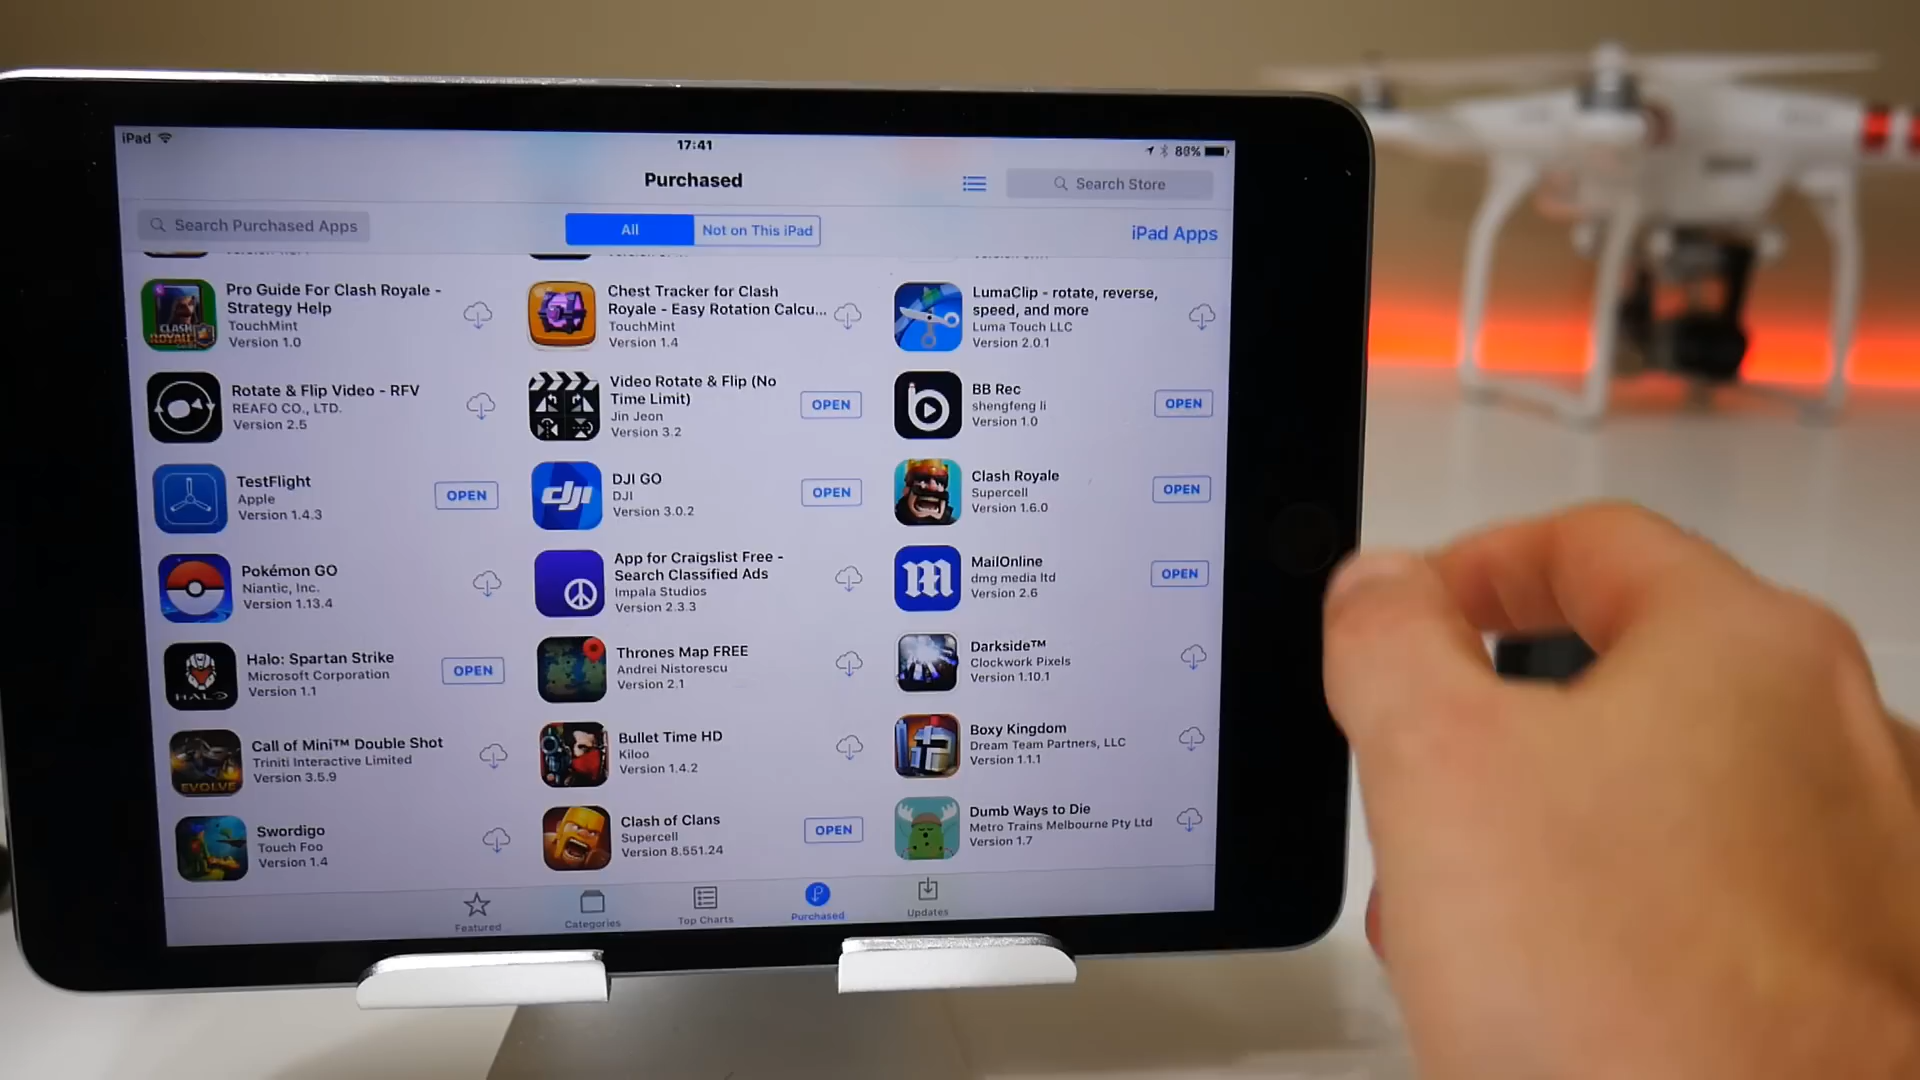 iPad
17:41
Purchased
Search Store
Search Purchased Apps
All
Not on This iPad
iPad Apps
Pro Guide For Clash Royale -
Strategy Help
TouchMint
Version 1.0
CLASH
ROYALE
Chest Tracker for Clash
Royale - Easy Rotation Calcu...
TouchMint
Version 1.4
LumaClip - rotate, reverse,
speed, and more
Luma Touch LLC
Version 2.0.1
Rotate & Flip Video - RFV
REAFO CO., LTD.
Version 2.5
Video Rotate & Flip (No
Time Limit)
Jin Jeon
Version 3.2
OPEN
BB Rec
shengfeng li
Version 1.0
OPEN
TestFlight
Apple
Version 1.4.3
OPEN
dji
DJI GO
DJI
Version 3.0.2
OPEN
Clash Royale
Supercell
Version 1.6.0
OPEN
Pokémon GO
Niantic, Inc.
Version 1.13.4
App for Craigslist Free -
Search Classified Ads
Impala Studios
Version 2.3.3
MailOnline
dmg media ltd
Version 2.6
OPEN
HALO
Halo: Spartan Strike
Microsoft Corporation
Version 1.1
OPEN
Thrones Map FREE
Andrei Nistorescu
Version 2.1
Darkside™
Clockwork Pixels
Version 1.10.1
EVOLVE
Call of Mini™ Double Shot
Triniti Interactive Limited
Version 3.5.9
Bullet Time HD
Kiloo
Version 1.4.2
Boxy Kingdom
Dream Team Partners, LLC
Version 1.1.1
Swordigo
Touch Foo
Version 1.4
Clash of Clans
Supercell
Version 8.551.24
OPEN
Dumb Ways to Die
Metro Trains Melbourne Pty Ltd
Version 1.7
Featured
Categories
Top Charts
Purchased
Updates